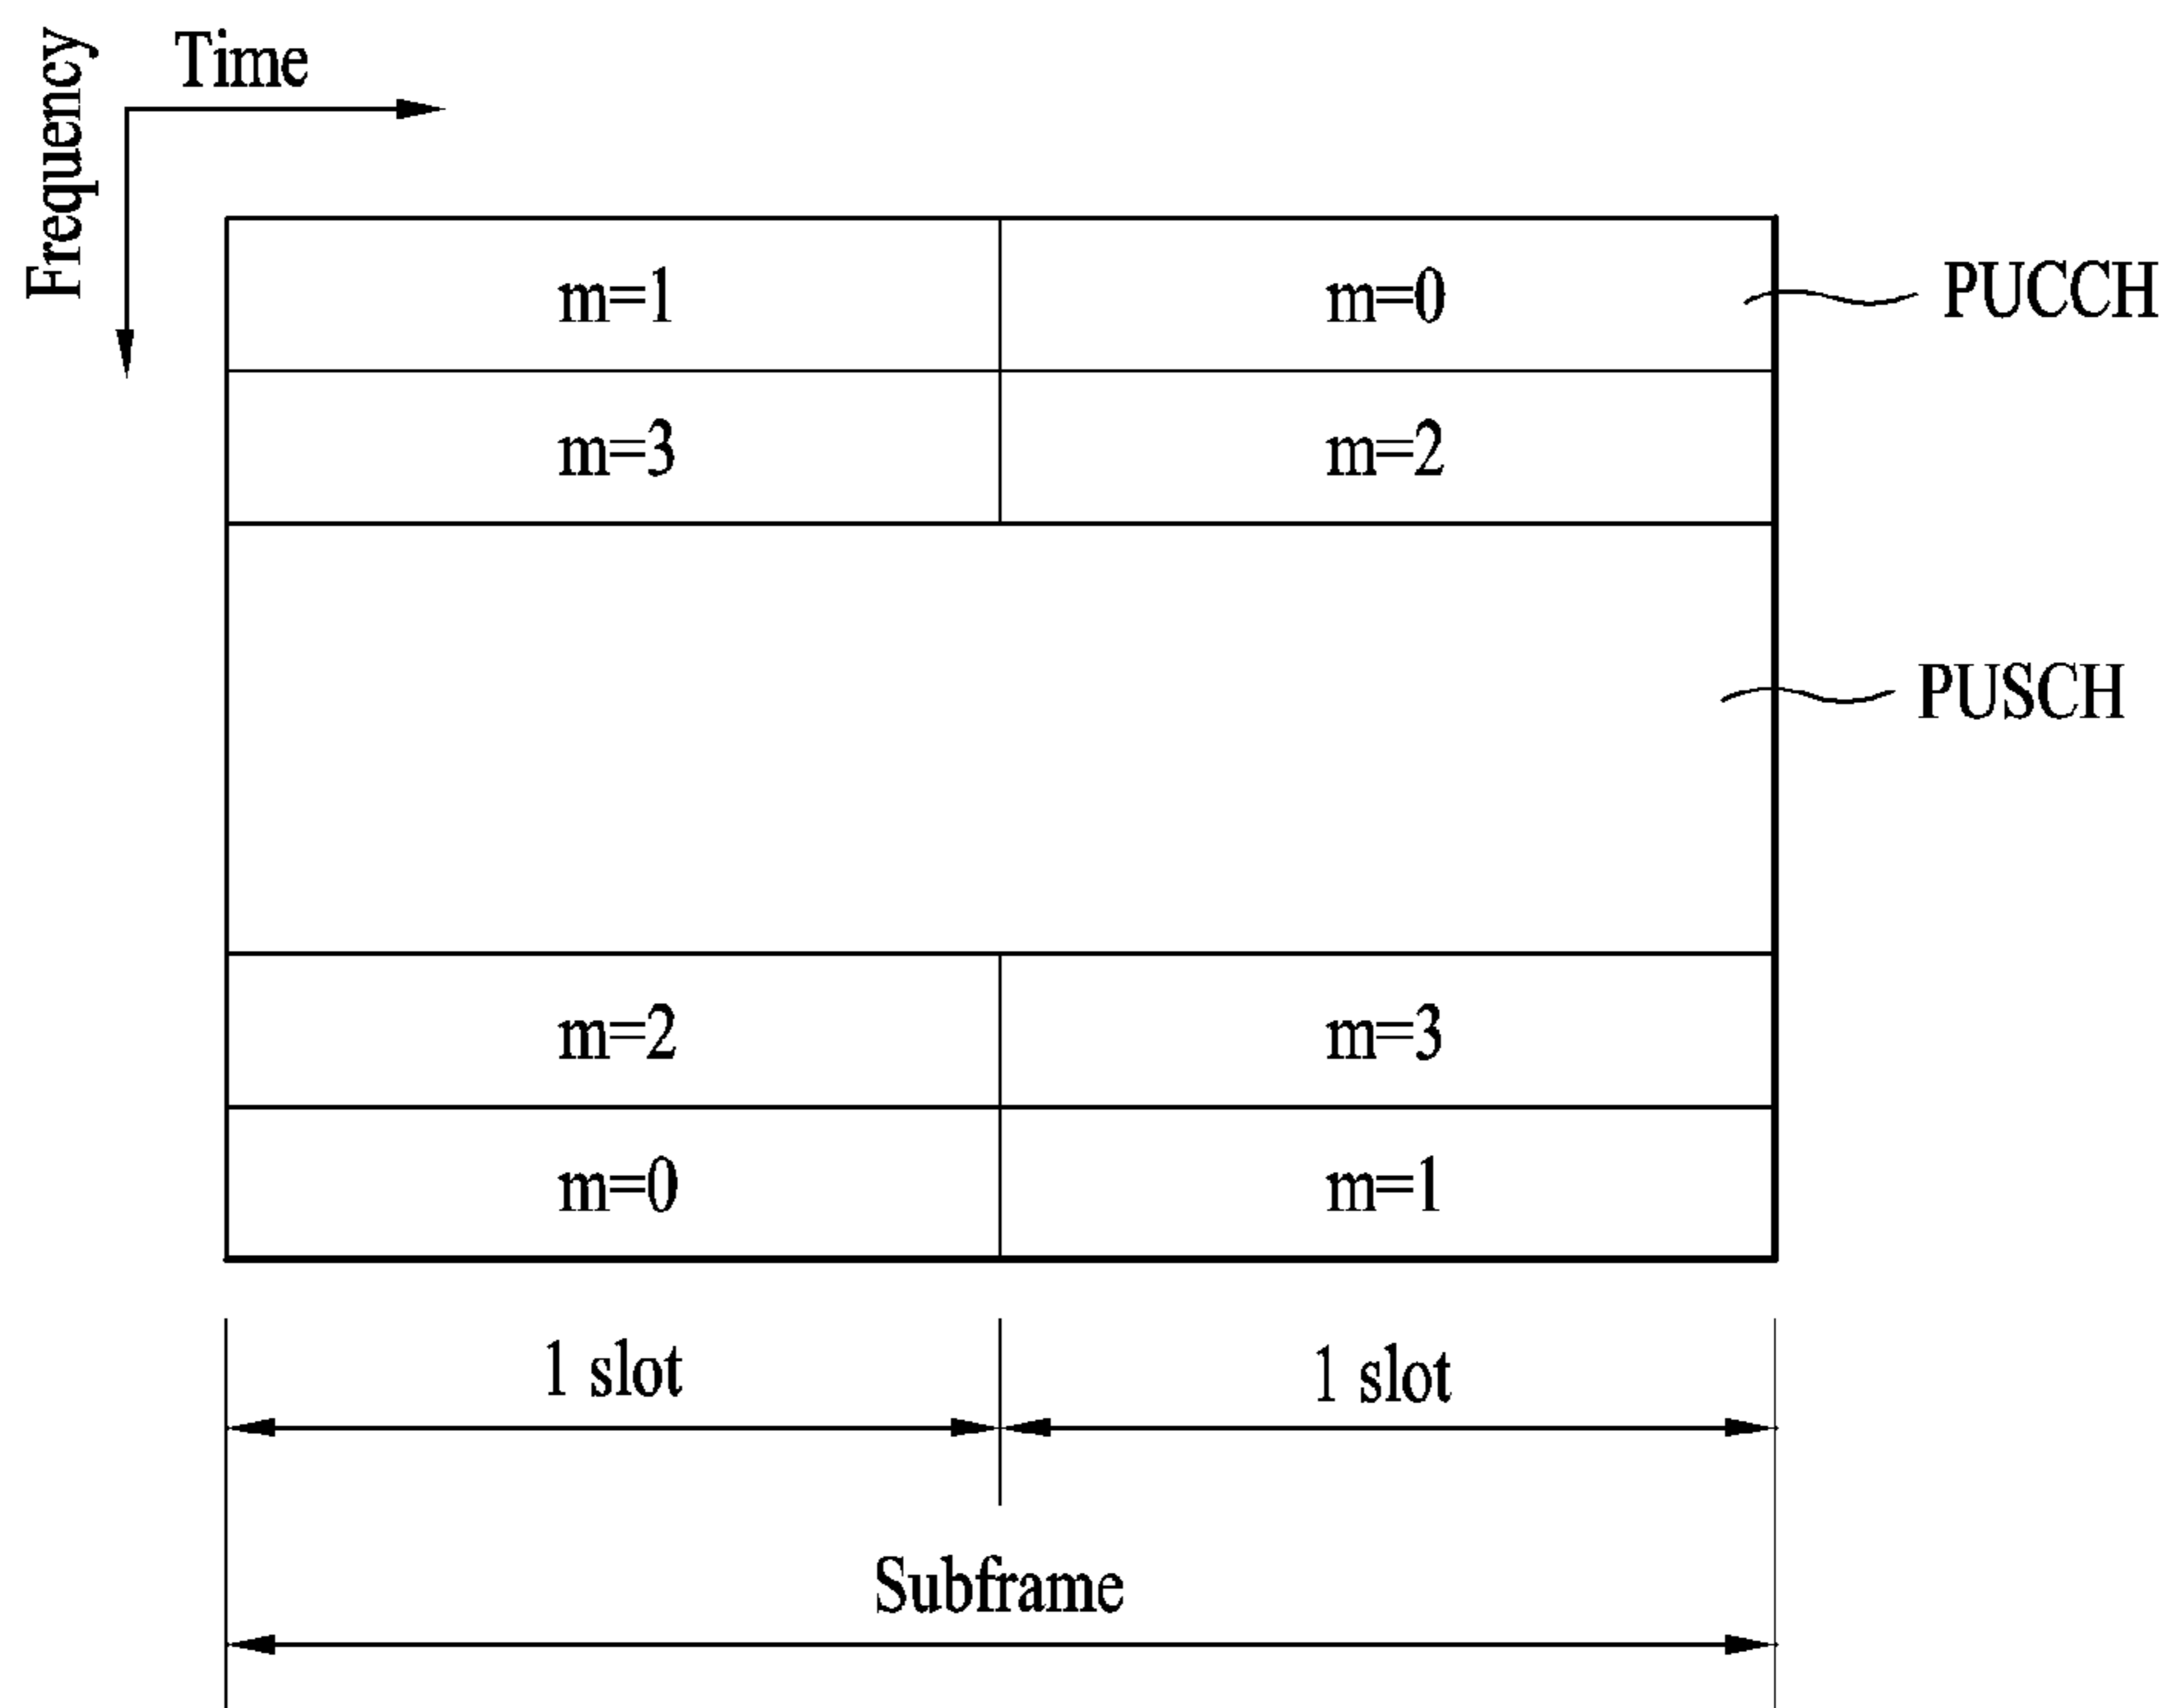 Time
Frequency
m=1 m=0 PUCCH
m=3 m=2
PUSCH
m=2 m=3
m=0 m=1
1 slot 1 slot
Subframe